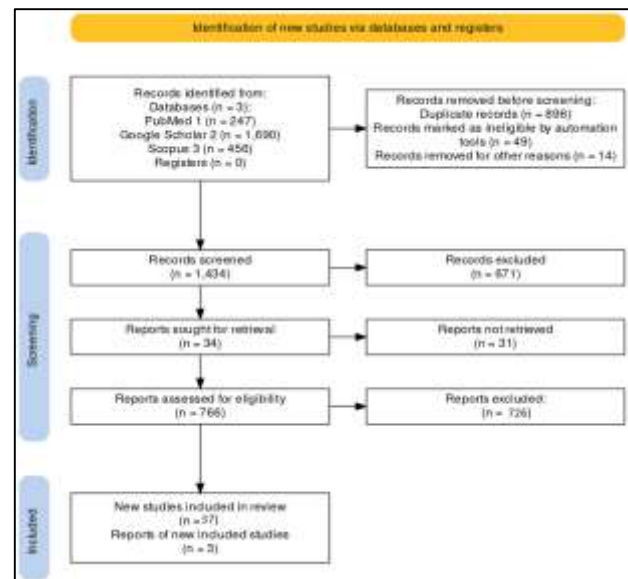 Identification of new studies via databases and registers
Identification
Records identified from:
Databases (n = 3):
PubMed 1 (n = 247)
Google Scholar 2 (n = 1,690)
Scopus 3 (n = 456)
Registers (n = 0)
Records removed before screening:
Duplicate records (n = 896)
Records marked as ineligible by automation
tools (n = 49)
Records removed for other reasons (n = 14)
Screening
Records screened
(n = 1,434)
Records excluded
(n = 671)
Reports sought for retrieval
(n = 34)
Reports not retrieved
(n = 31)
Reports assessed for eligibility
(n = 766)
Reports excluded:
(n = 726)
Included
New studies included in review
(n = 37)
Reports of new included studies
(n = 3)